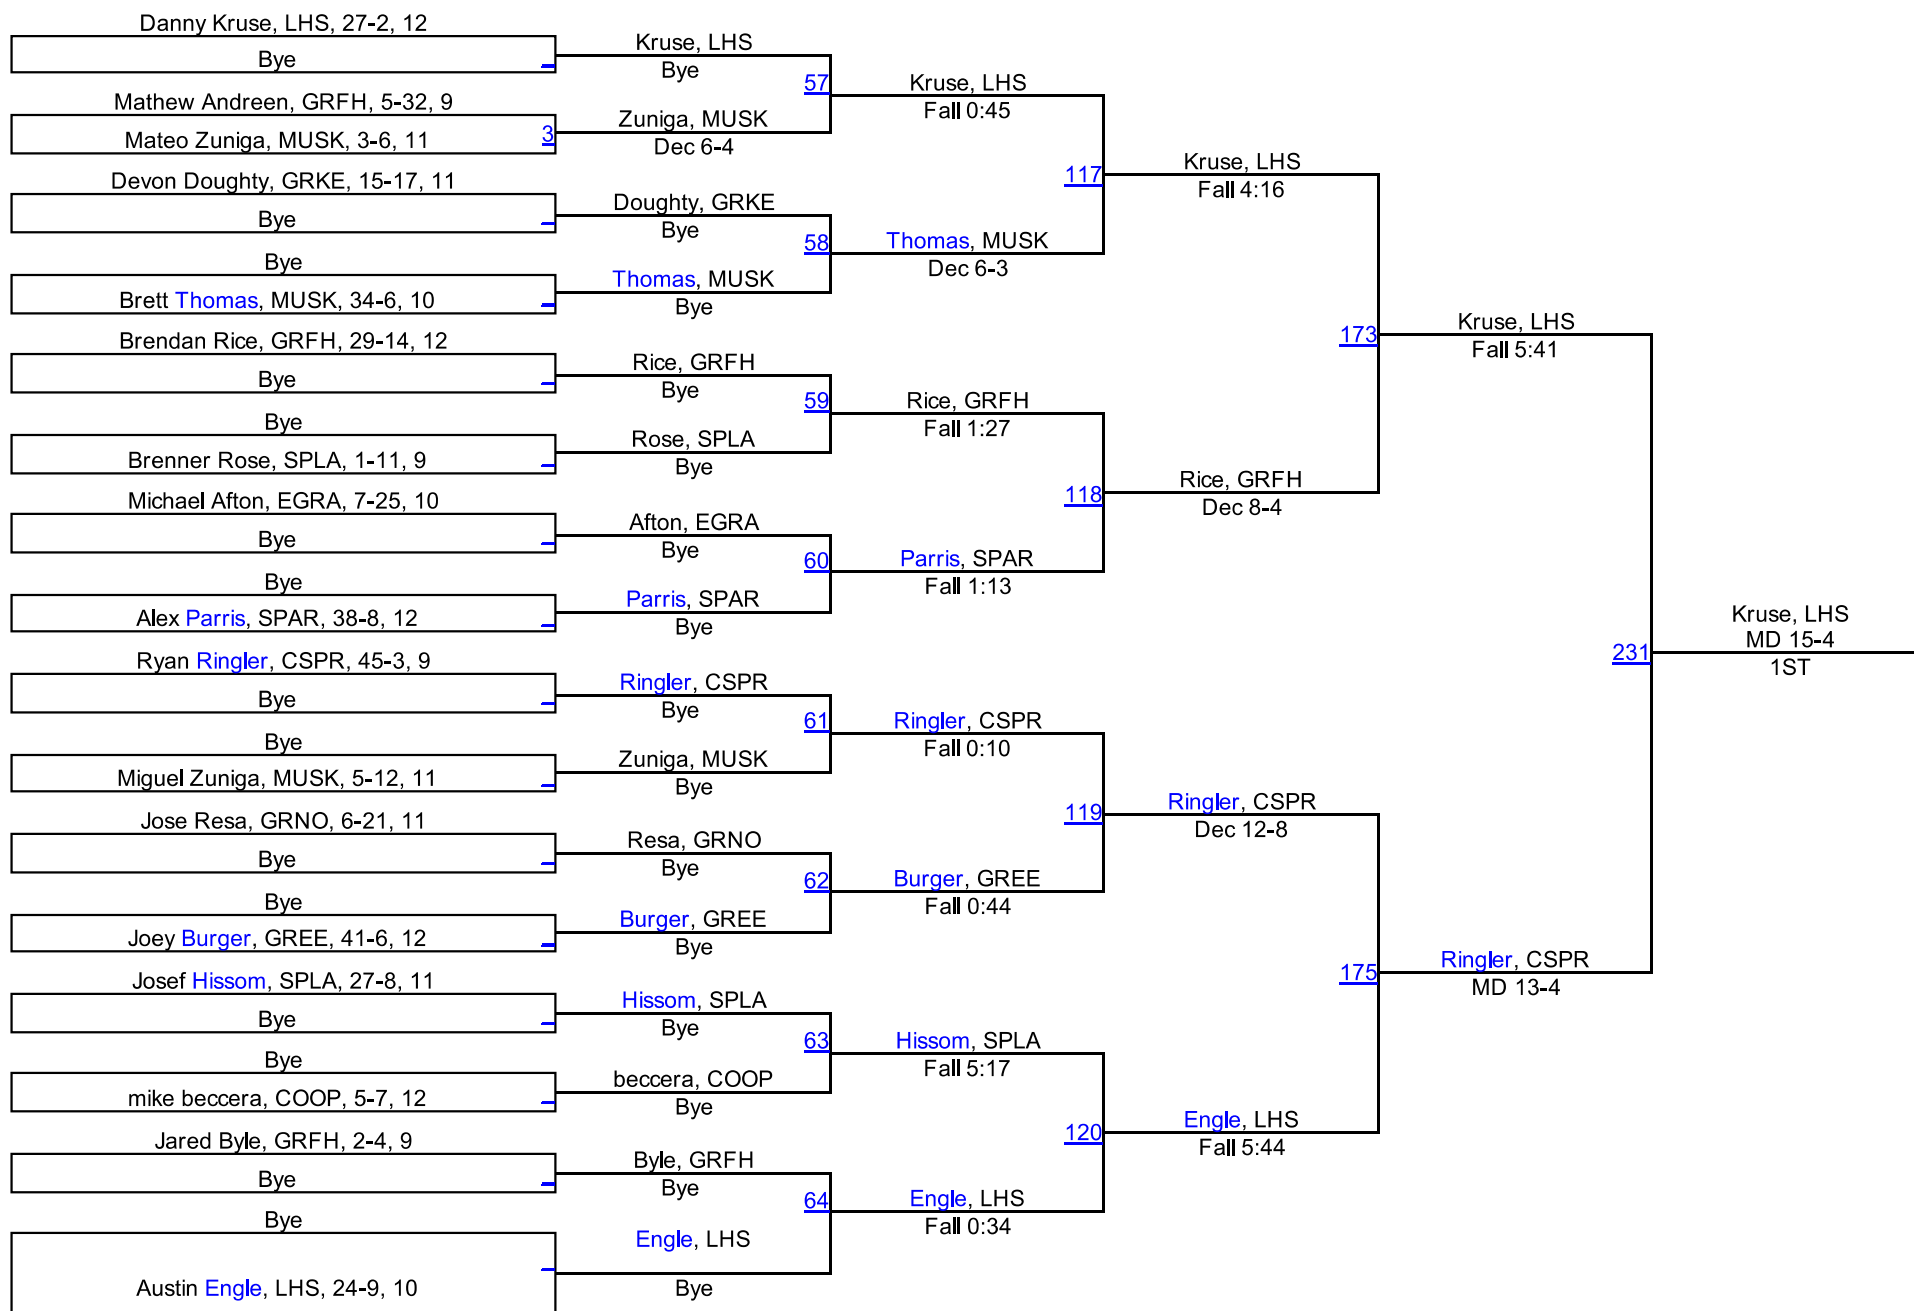 Danny Kruse, LHS, 27-2, 12
Bye
Mathew Andreen, GRFH, 5-32, 9
Mateo Zuniga, MUSK, 3-6, 11
3
Devon Doughty, GRKE, 15-17, 11
Bye
Bye
Brett Thomas, MUSK, 34-6, 10
Brendan Rice, GRFH, 29-14, 12
Bye
Bye
Brenner Rose, SPLA, 1-11, 9
Michael Afton, EGRA, 7-25, 10
Bye
Bye
Alex Parris, SPAR, 38-8, 12
Ryan Ringler, CSPR, 45-3, 9
Bye
Bye
Miguel Zuniga, MUSK, 5-12, 11
Jose Resa, GRNO, 6-21, 11
Bye
Bye
Joey Burger, GREE, 41-6, 12
Josef Hissom, SPLA, 27-8, 11
Bye
Bye
mike beccera, COOP, 5-7, 12
Jared Byle, GRFH, 2-4, 9
Bye
Bye
Austin Engle, LHS, 24-9, 10
Kruse, LHS
Bye
57
Zuniga, MUSK
Dec 6-4
Doughty, GRKE
Bye
58
Thomas, MUSK
Bye
Rice, GRFH
Bye
59
Rose, SPLA
Bye
Afton, EGRA
Bye
60
Parris, SPAR
Bye
Ringler, CSPR
Bye
61
Zuniga, MUSK
Bye
Resa, GRNO
Bye
62
Burger, GREE
Bye
Hissom, SPLA
Bye
63
beccera, COOP
Bye
Byle, GRFH
Bye
64
Engle, LHS
Bye
Kruse, LHS
Fall 0:45
117
Thomas, MUSK
Dec 6-3
Rice, GRFH
Fall 1:27
118
Parris, SPAR
Fall 1:13
Ringler, CSPR
Fall 0:10
119
Burger, GREE
Fall 0:44
Hissom, SPLA
Fall 5:17
120
Engle, LHS
Fall 0:34
Kruse, LHS
Fall 4:16
173
Rice, GRFH
Dec 8-4
Ringler, CSPR
Dec 12-8
175
Engle, LHS
Fall 5:44
Kruse, LHS
Fall 5:41
231
Ringler, CSPR
MD 13-4
Kruse, LHS
MD 15-4
1ST